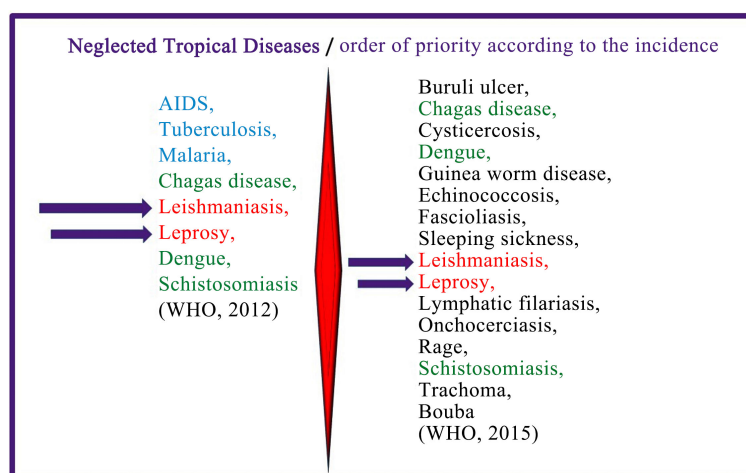 Neglected Tropical Diseases / order of priority according to the incidence
AIDS,
Tuberculosis,
Malaria,
Chagas disease,
Leishmaniasis,
Leprosy,
Dengue,
Schistosomiasis
(WHO, 2012)
Buruli ulcer,
Chagas disease,
Cysticercosis,
Dengue,
Guinea worm disease,
Echinococcosis,
Fascioliasis,
Sleeping sickness,
Leishmaniasis,
Leprosy,
Lymphatic filariasis,
Onchocerciasis,
Rage,
Schistosomiasis,
Trachoma,
Bouba
(WHO, 2015)